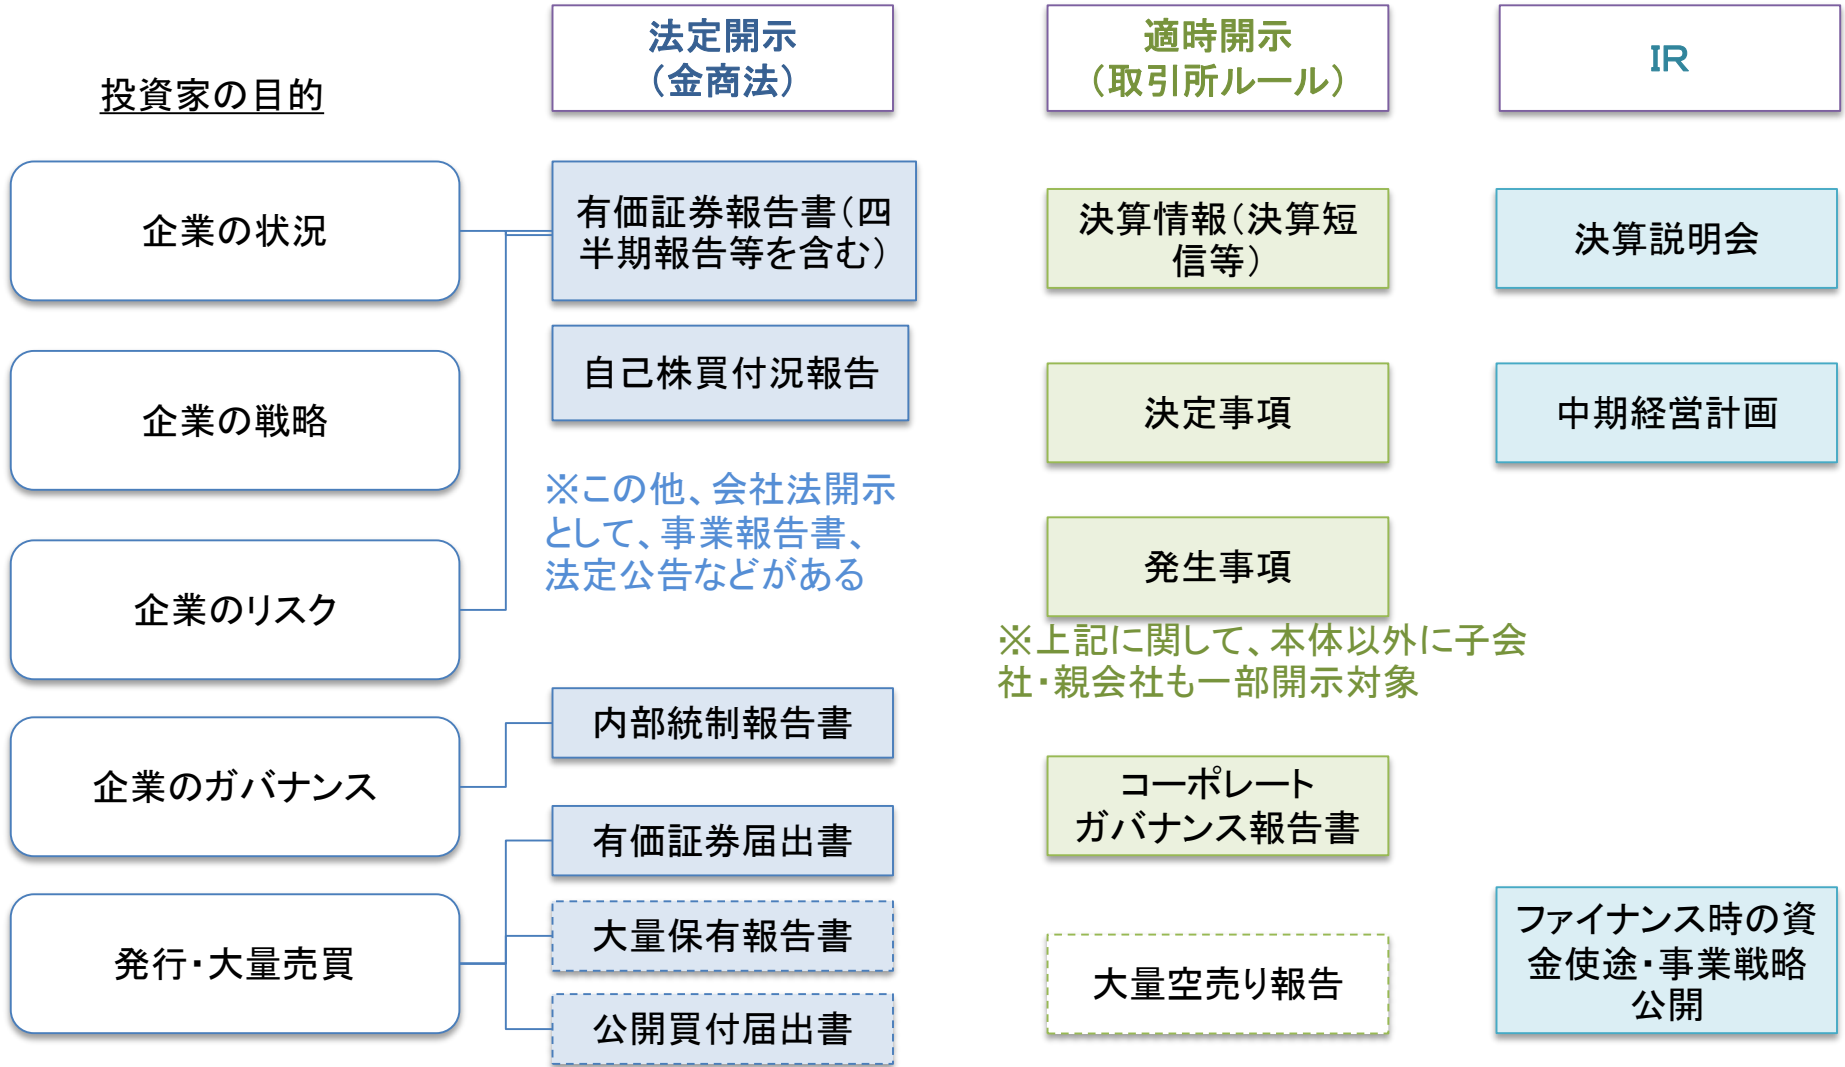 投資家の目的
企業の状況
企業の戦略
企業のリスク
企業のガバナンス
発行・大量売買
法定開示
（金商法）
有価証券報告書（四
半期報告等を含む）
自己株買付況報告
※この他、会社法開示
として、事業報告書、
法定公告などがある
内部統制報告書
有価証券届出書
大量保有報告書
公開買付届出書
適時開示
（取引所ルール）
決算情報（決算短
信等）
決定事項
発生事項
※上記に関して、本体以外に子会
社・親会社も一部開示対象
コーポレート
ガバナンス報告書
大量空売り報告
IR
決算説明会
中期経営計画
ファイナンス時の資
金使途・事業戦略
公開